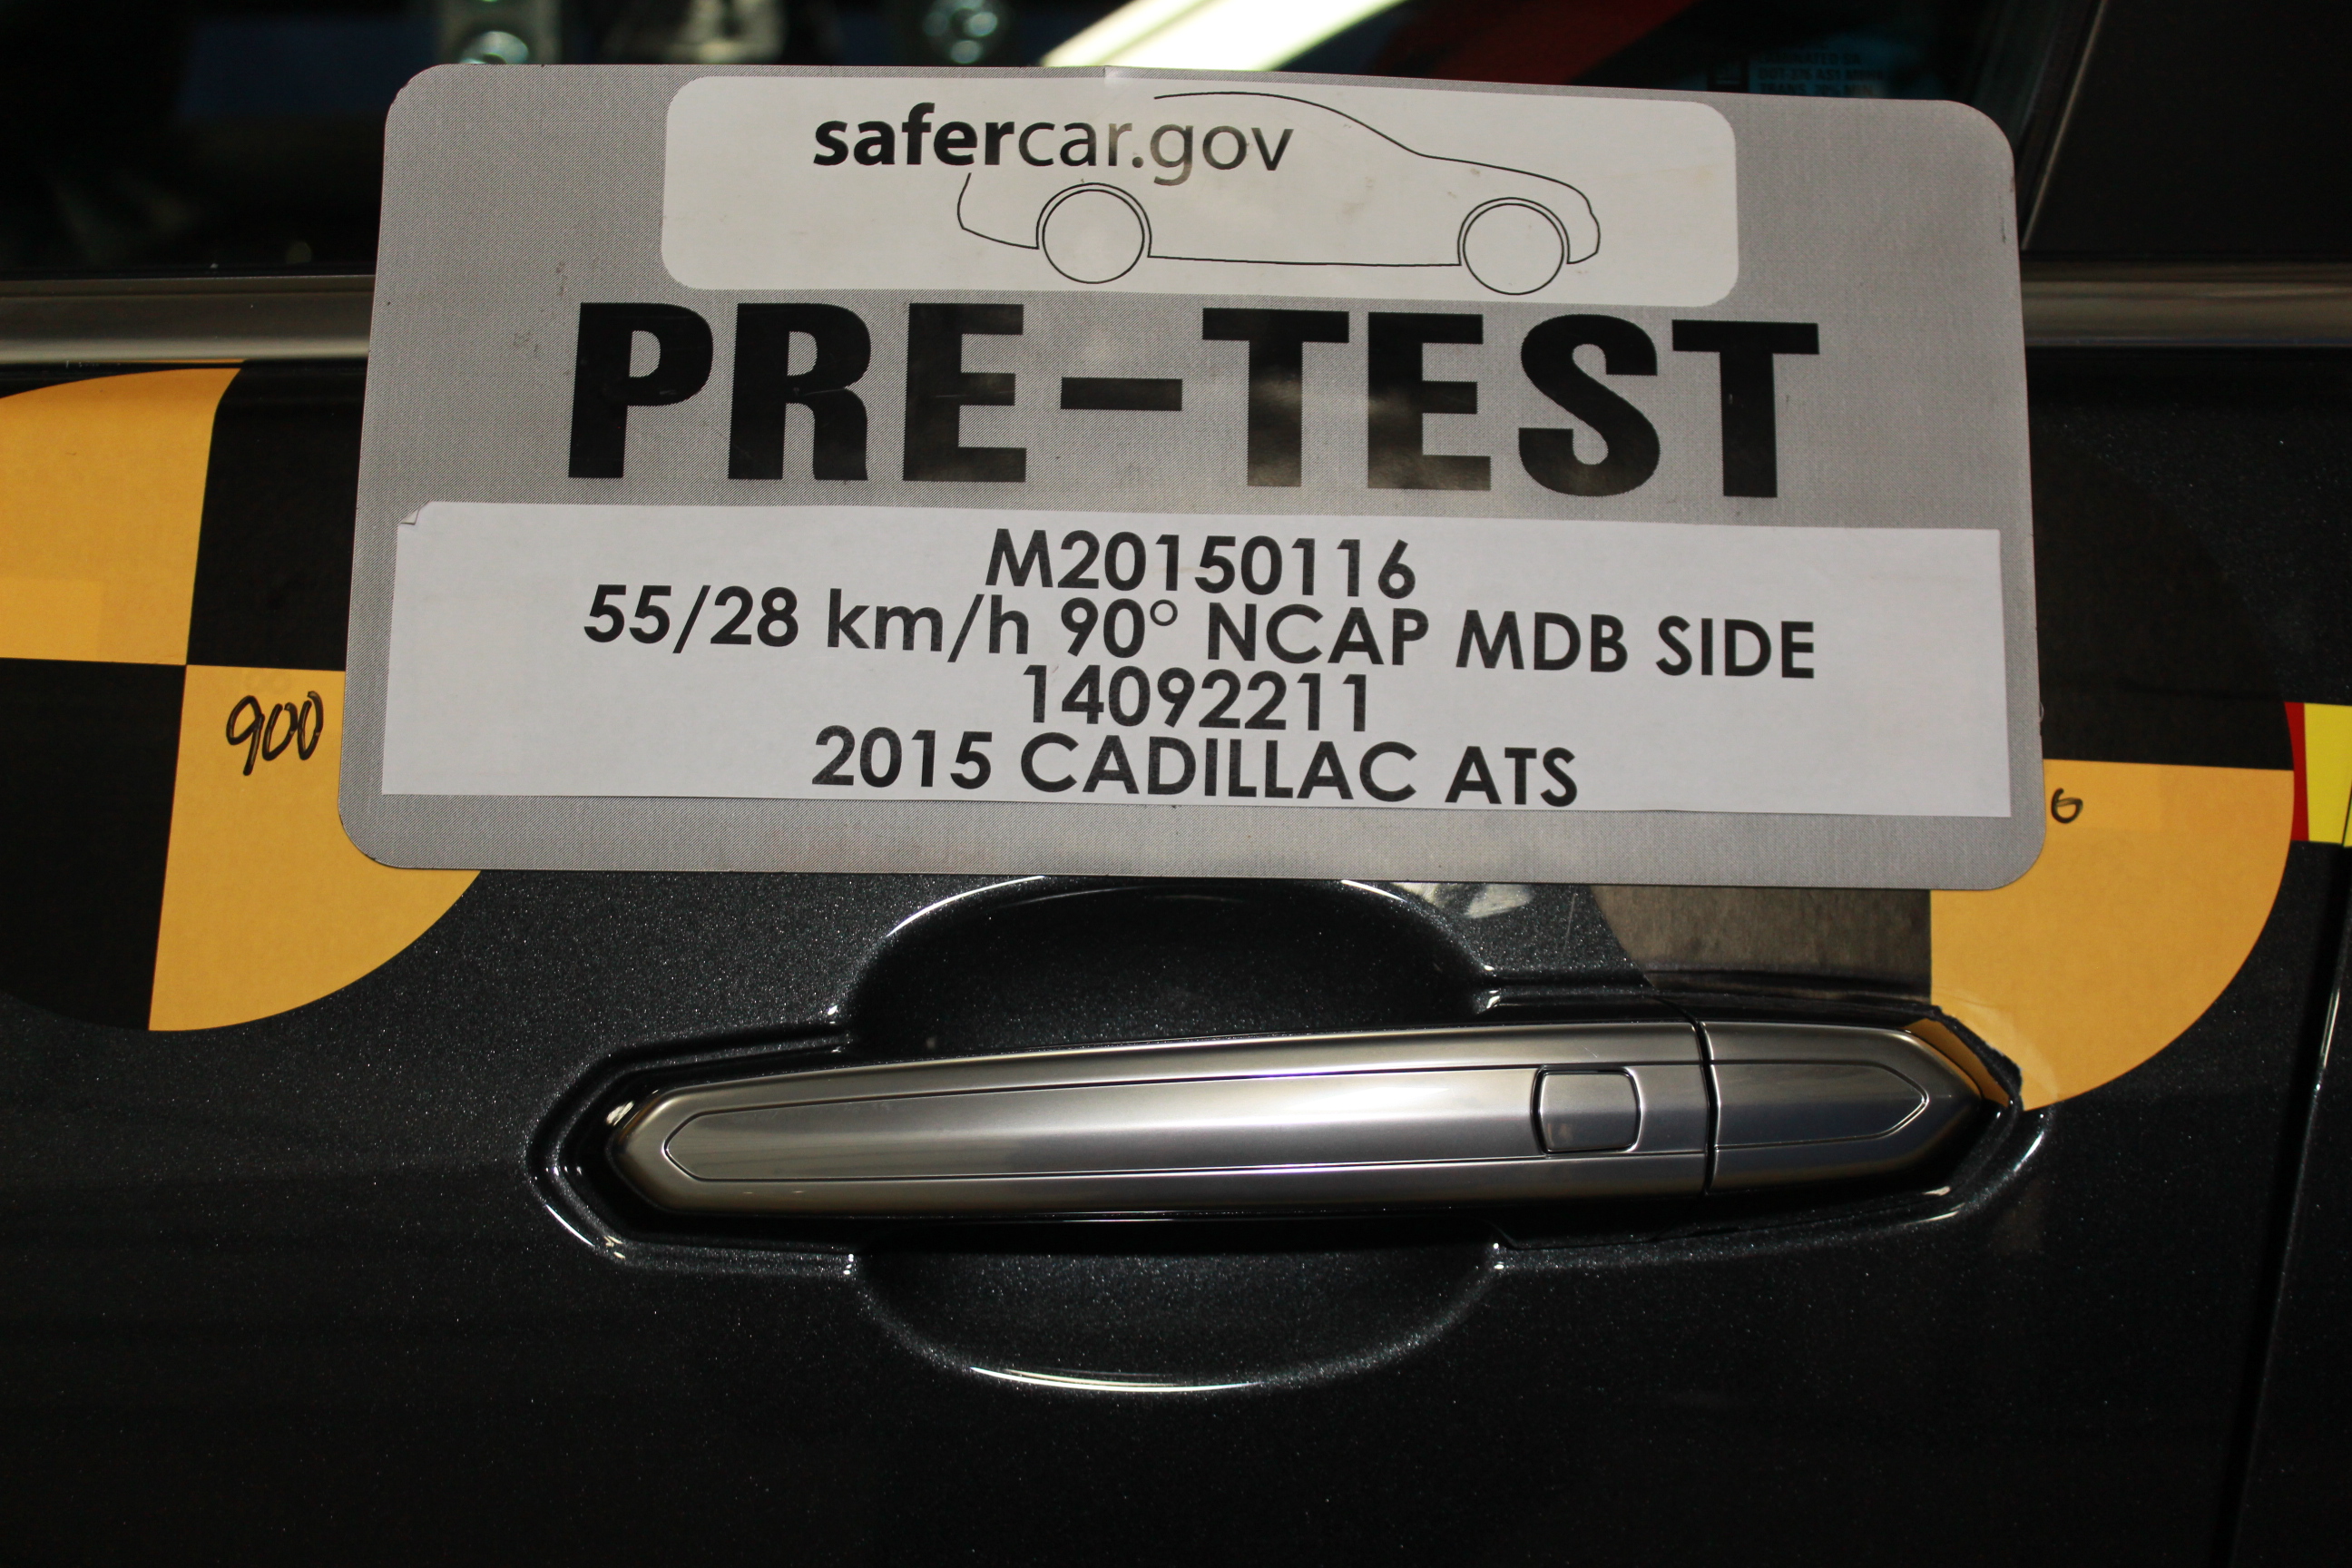 safercar.gov
PRE-TEST
M20150116
55/28 km/h 90° NCAP MDB SIDE
14092211
2015 CADILLAC ATS
900